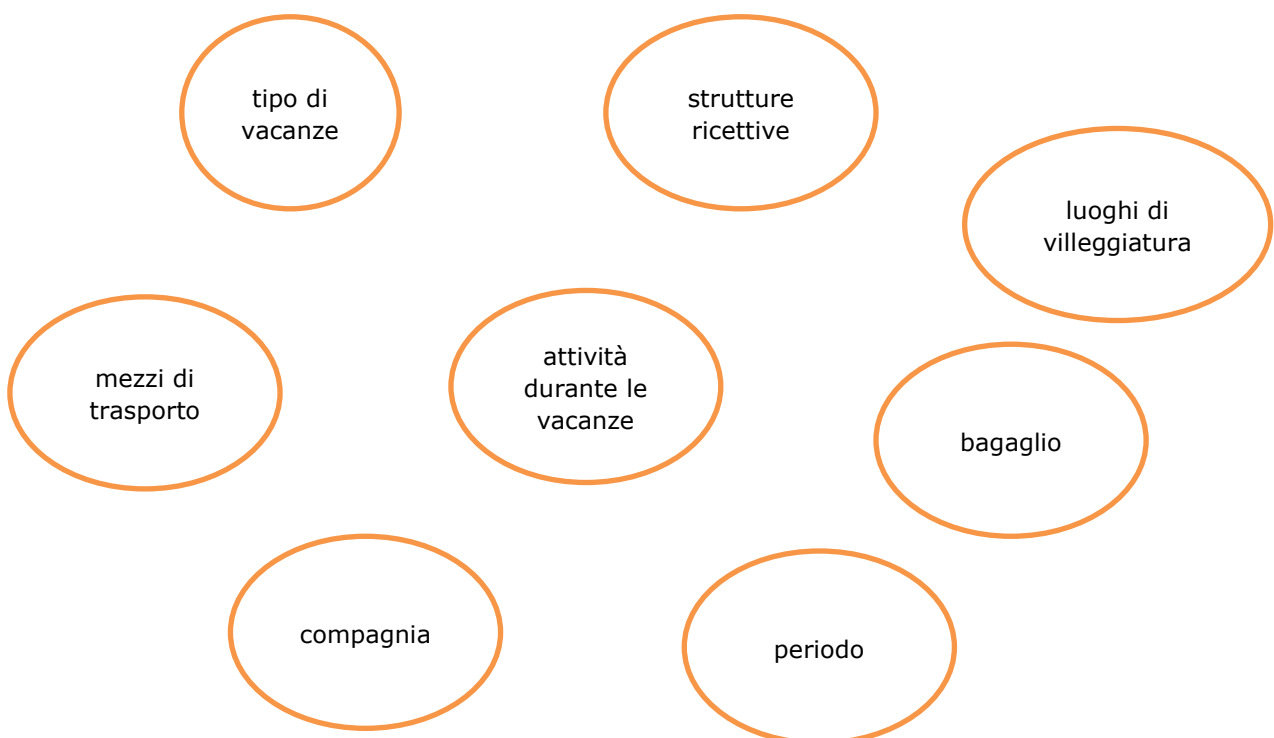 tipo di
vacanze
strutture
ricettive
luoghi di
villeggiatura
mezzi di
trasporto
attività
durante le
vacanze
bagaglio
compagnia
periodo